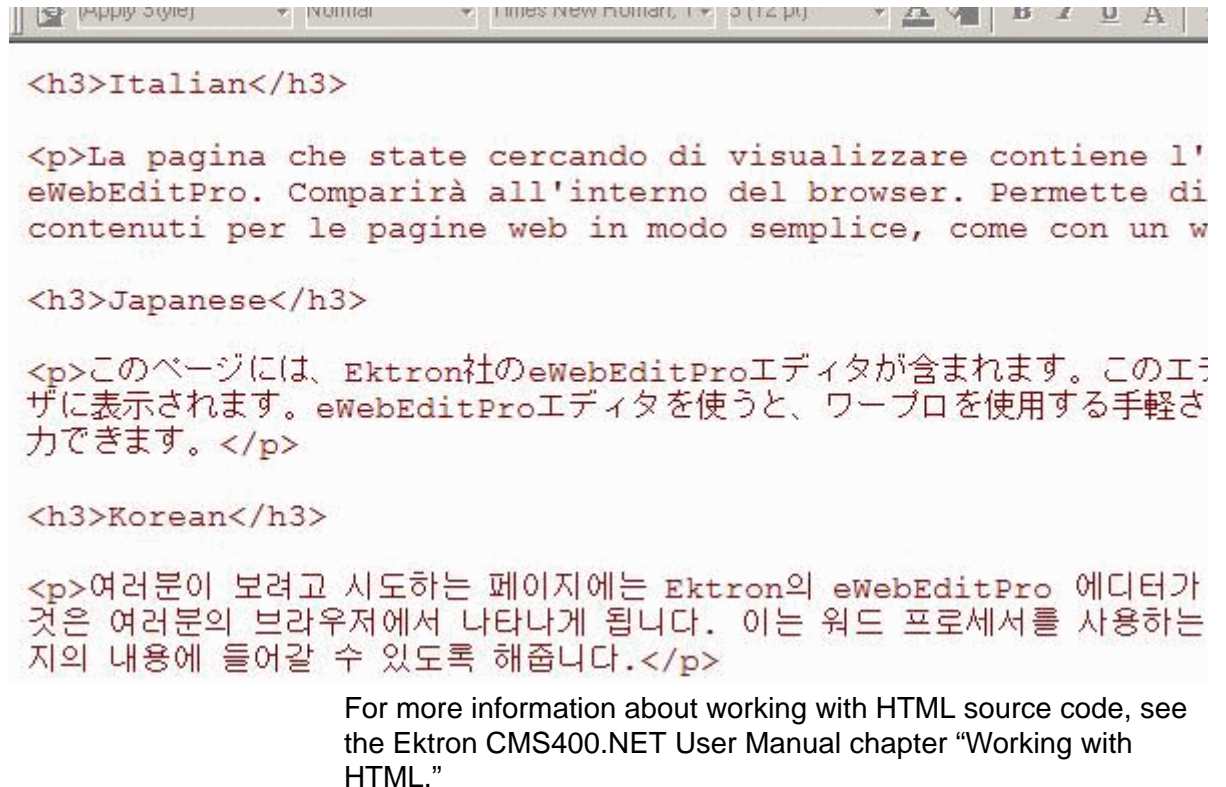 (Apply Style) Normal Times New Roman, T 3 (12 pt) A B I U A
<h3>Italian</h3>
<p>La pagina che state cercando di visualizzare contiene l'
eWebEditPro. Comparirà all'interno del browser. Permette di
contenuti per le pagine web in modo semplice, come con un w
<h3>Japanese</h3>
<p>このページには、Ektron社のeWebEditProエディタが含まれます。このエデ
ザに表示されます。eWebEditProエディタを使うと、ワープロを使用する手軽さ
力できます。</p>
<h3>Korean</h3>
<p>여러분이 보려고 시도하는 페이지에는 Ektron의 eWebEditPro 에디터가
것은 여러분의 브라우저에서 나타나게 됩니다. 이는 워드 프로세서를 사용하는
지의 내용에 들어갈 수 있도록 해줍니다.</p>
For more information about working with HTML source code, see
the Ektron CMS400.NET User Manual chapter “Working with
HTML.”